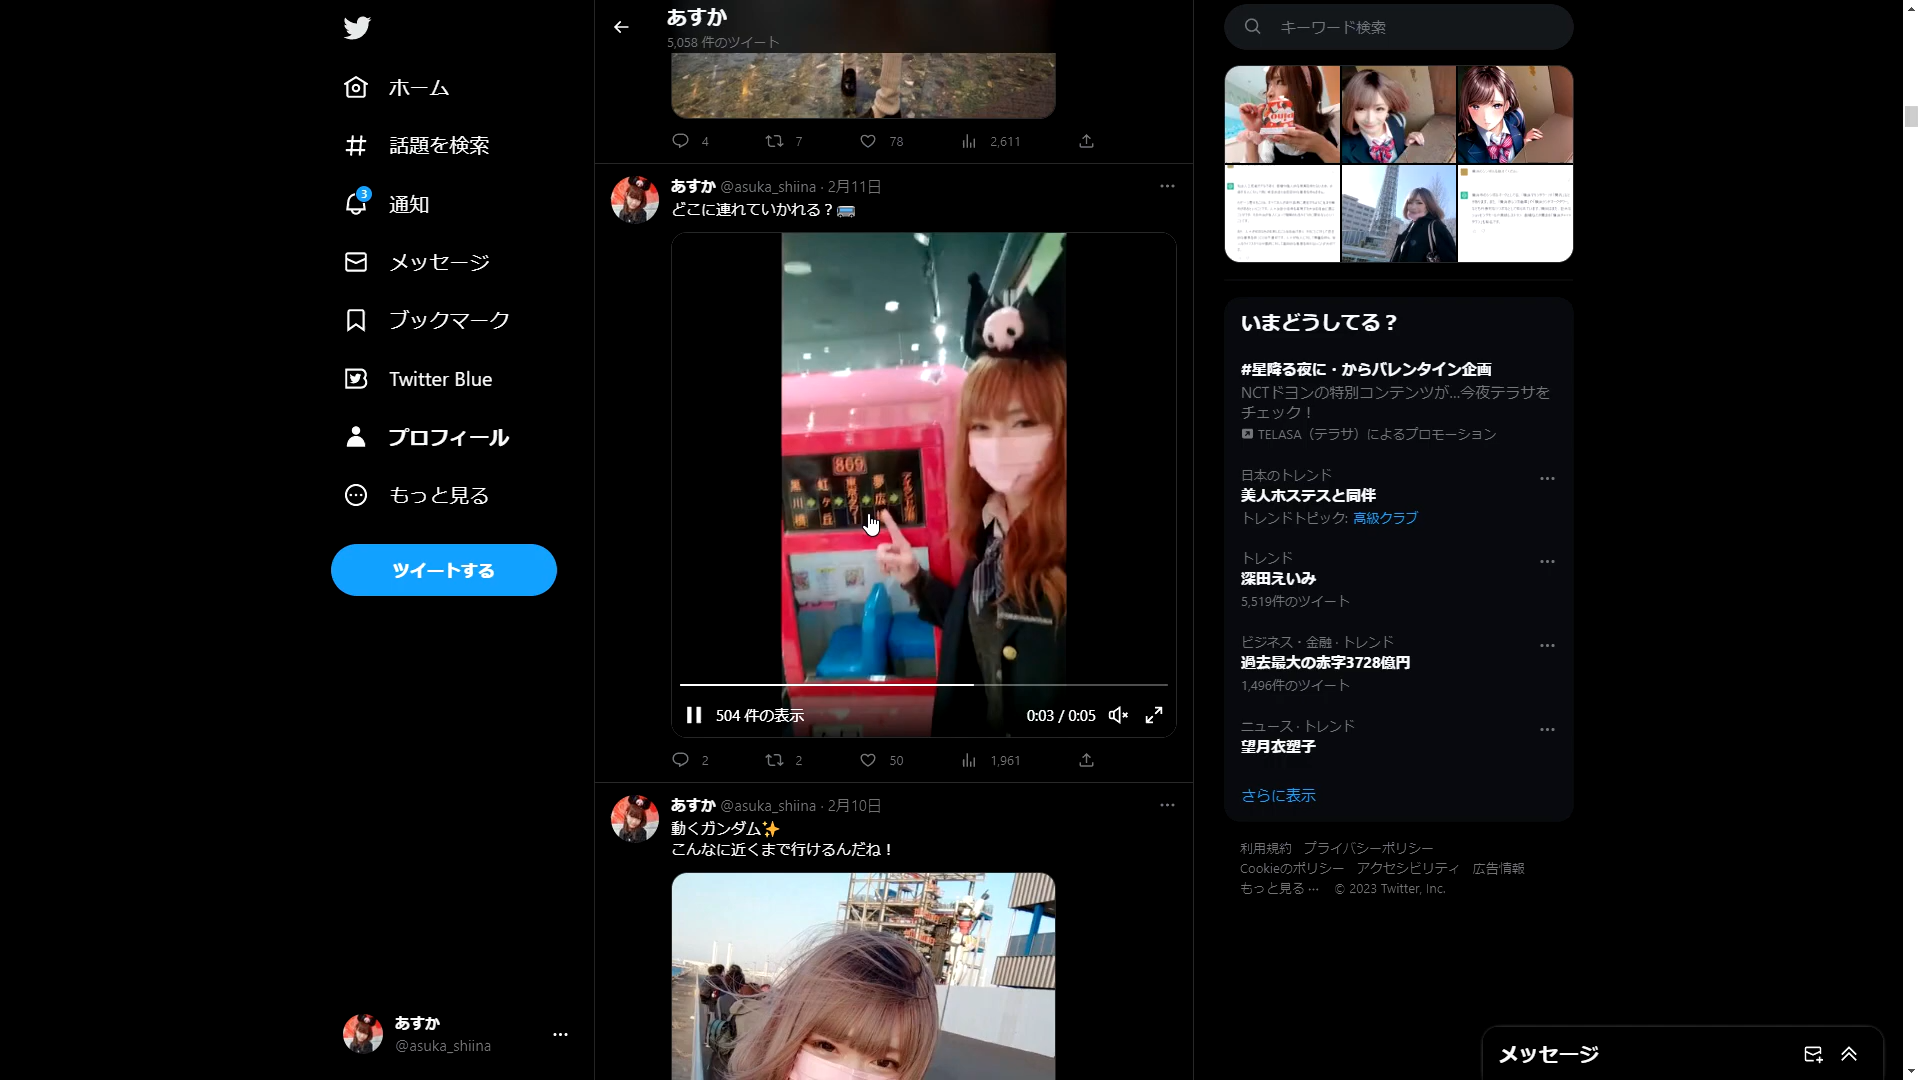 ホーム
話題を検索
3
通知
メッセージ
ブックマーク
Twitter Blue
プロフィール
もっと見る
ツイートする
あすか
@asuka_shiina
あすか
5,058 件のツイート
4
7
78
2,611
あすか @asuka_shiina · 2月11日
どこに連れていかれる？🚌
869
504 件の表示
0:03 / 0:05
2
2
50
1,961
あすか @asuka_shiina · 2月10日
動くガンダム✨
こんなに近くまで行けるんだね！
キーワード検索
いまどうしてる？
#星降る夜に・からバレンタイン企画
NCTドヨンの特別コンテンツが...今夜テラサを
チェック！
TELASA（テラサ）によるプロモーション
日本のトレンド
美人ホステスと同伴
トレンドトピック: 高級クラブ
トレンド
深田えいみ
5,519件のツイート
ビジネス・金融 · トレンド
過去最大の赤字3728億円
1,496件のツイート
ニュース · トレンド
望月衣塑子
さらに表示
利用規約 プライバシーポリシー
Cookieのポリシー アクセシビリティ 広告情報
もっと見る ··· © 2023 Twitter, Inc.
メッセージ